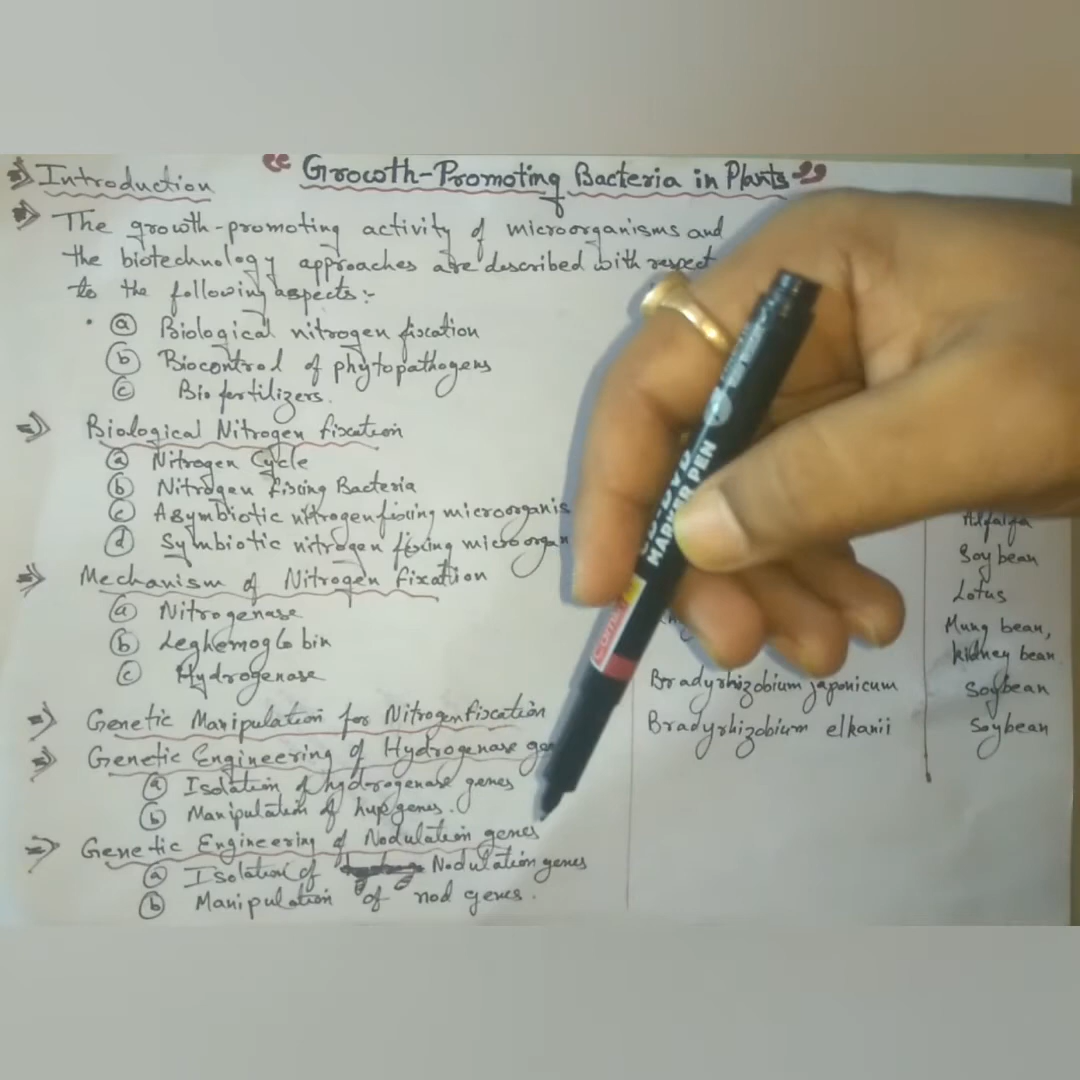 Introduction
“ Growth-Promoting Bacteria in Plants ”
The growth-promoting activity of microorganisms and
the biotechnology approaches are described with respect
to the following aspects:-
(a) Biological nitrogen fixation
(b) Biocontrol of phytopathogens
(c) Biofertilizers.
Biological Nitrogen fixation
(a) Nitrogen Cycle
(b) Nitrogen fixing Bacteria
(c) Asymbiotic nitrogen fixing microorganis
(d) Symbiotic nitrogen fixing microorgan
Mechanism of Nitrogen fixation
(a) Nitrogenase
(b) Leghemoglobin
(c) Hydrogenase
Genetic Manipulation for Nitrogen fixation
Genetic Engineering of Hydrogenase gen
(a) Isolation of hydrogenase genes
(b) Manipulation of hup genes.
Genetic Engineering of Nodulation genes
(a) Isolation of Nodulation genes
(b) Manipulation of nod genes.
Alfalfa
Soybean
Lotus
Mung bean,
kidney bean
Bradyrhizobium japonicum Soybean
Bradyrhizobium elkanii Soybean
MARKER PEN